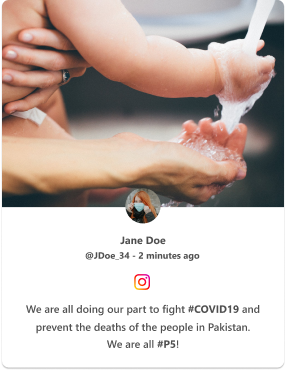 Jane Doe
@JDoe_34 - 2 minutes ago
We are all doing our part to fight #COVID19 and
prevent the deaths of the people in Pakistan.
We are all #P5!